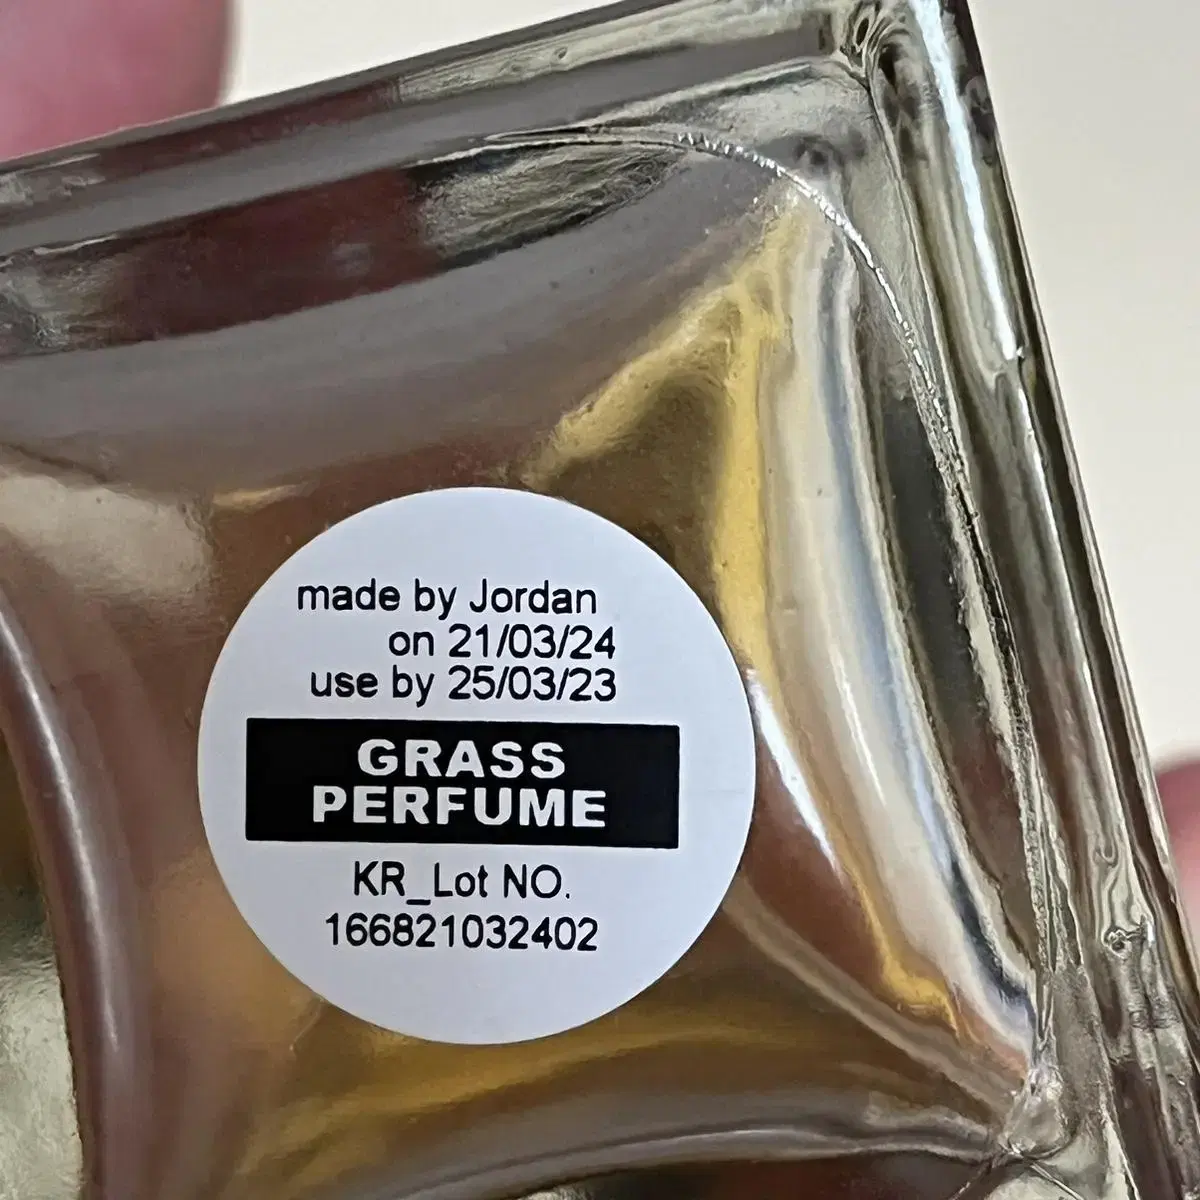 made by Jordan
on 21/03/24
use by 25/03/23
GRASS
PERFUME
KR_Lot NO.
166821032402